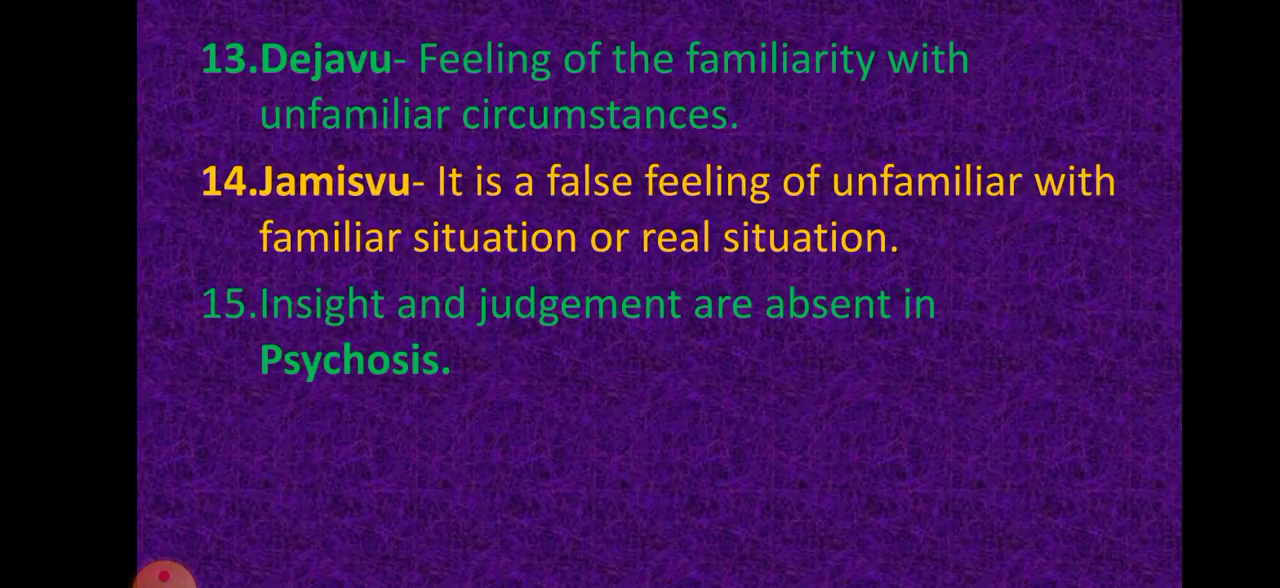 13.Dejavu- Feeling of the familiarity with
unfamiliar circumstances.
14.Jamisvu- It is a false feeling of unfamiliar with
familiar situation or real situation.
15.Insight and judgement are absent in
Psychosis.